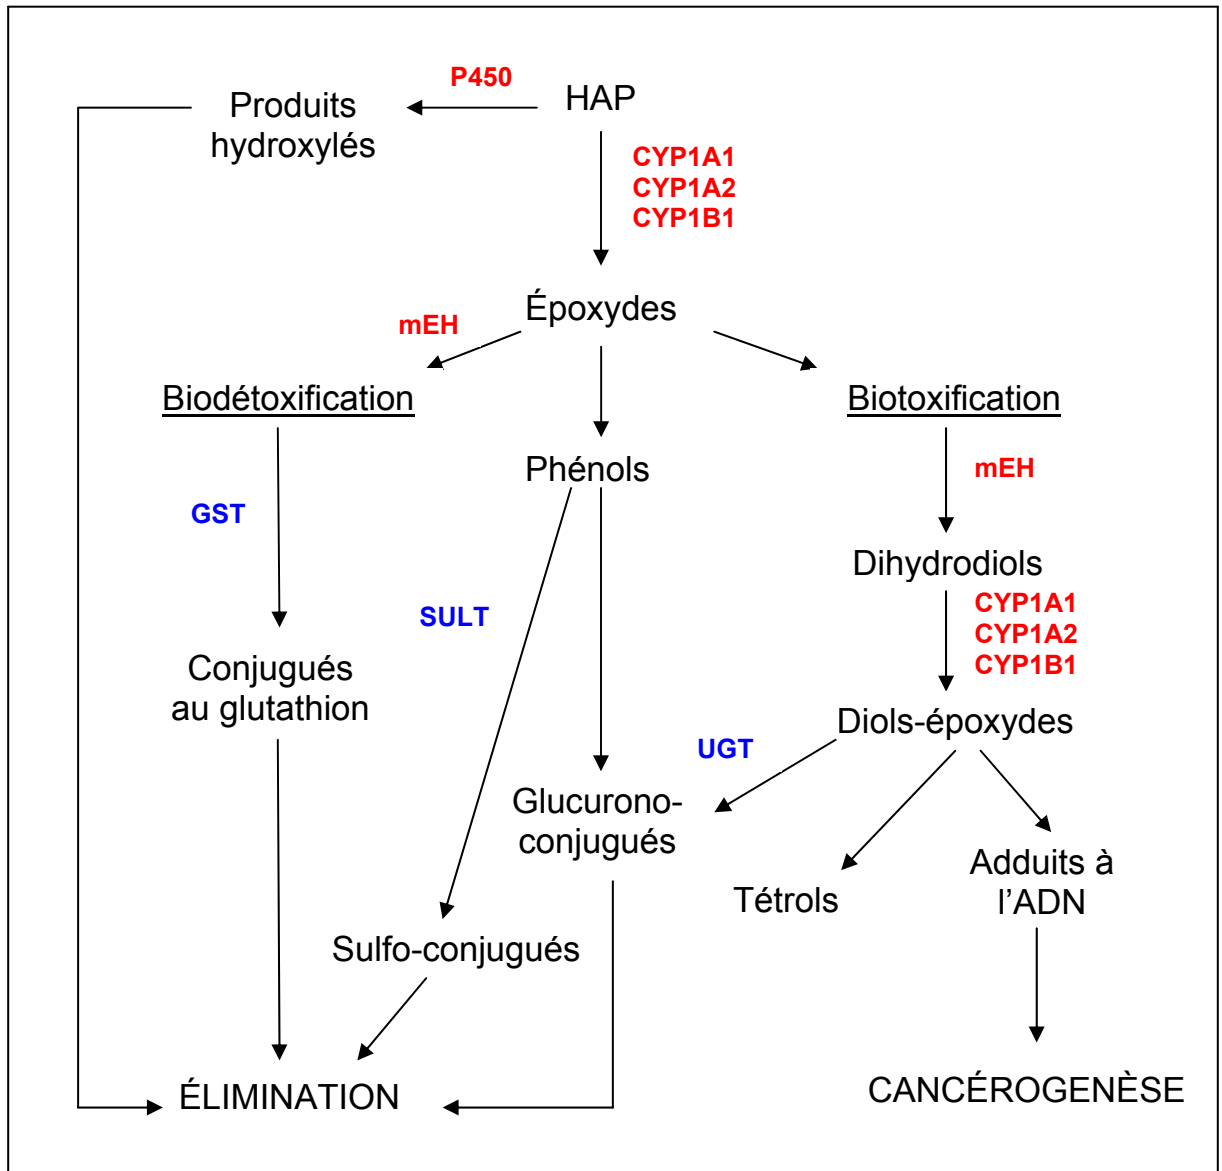 P450
HAP
Produits
hydroxylés
CYP1A1
CYP1A2
CYP1B1
Époxydes
mEH
Biodétoxification
Biotoxification
Phénols
mEH
GST
Dihydrodiols
CYP1A1
CYP1A2
CYP1B1
SULT
Conjugués
au glutathion
Diols-époxydes
UGT
Glucurono-
conjugués
Adduits à
l’ADN
Tétrols
Sulfo-conjugués
ÉLIMINATION
CANCÉROGENÈSE